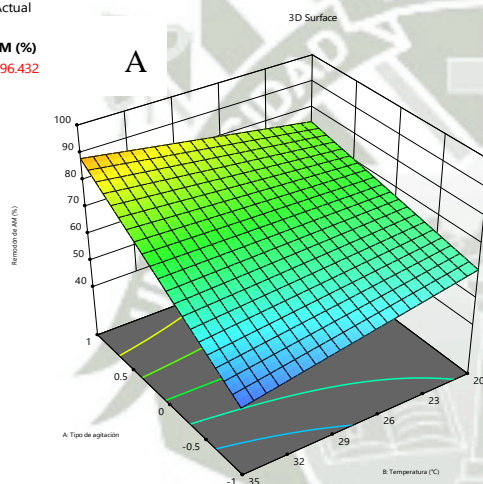 Actual
3D Surface
M (%)
96.432
A
100
90
80
70
60
50
40
Remoción de AM (%)
1
0.5
0
-0.5
-1
A: Tipo de agitación
35
32
29
26
23
20
B: Temperatura (°C)